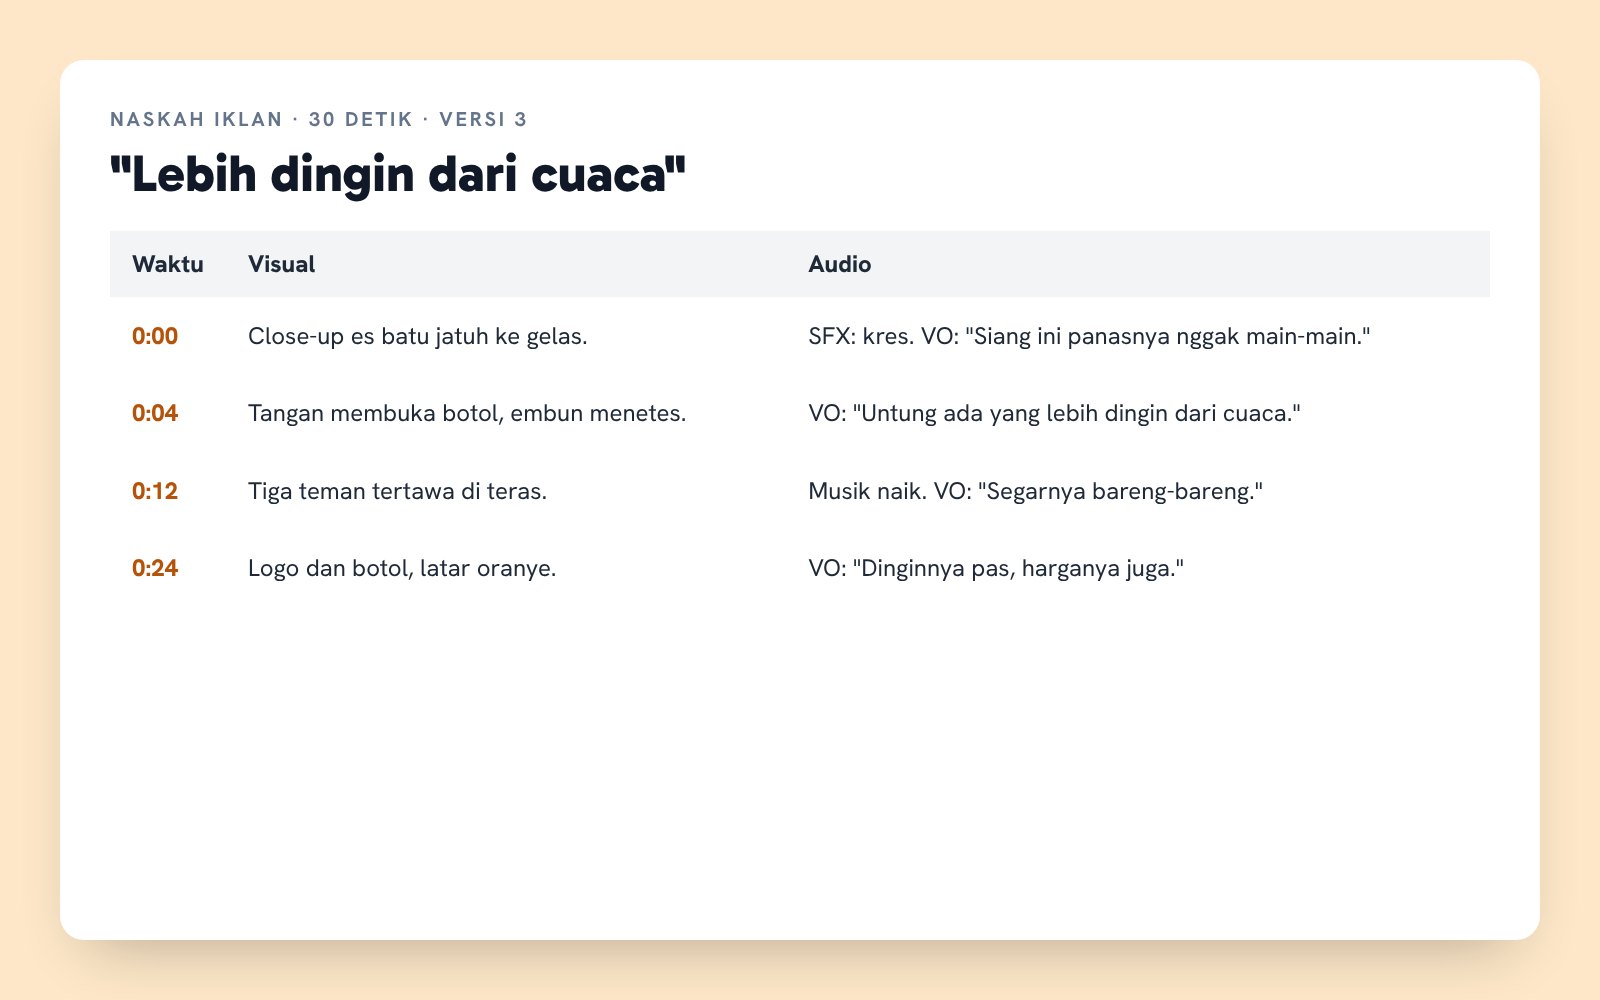 NASKAH IKLAN · 30 DETIK · VERSI 3
"Lebih dingin dari cuaca"
Waktu Visual Audio
0:00 Close-up es batu jatuh ke gelas. SFX: kres. VO: "Siang ini panasnya nggak main-main."
0:04 Tangan membuka botol, embun menetes. VO: "Untung ada yang lebih dingin dari cuaca."
0:12 Tiga teman tertawa di teras. Musik naik. VO: "Segarnya bareng-bareng."
0:24 Logo dan botol, latar oranye. VO: "Dinginnya pas, harganya juga."